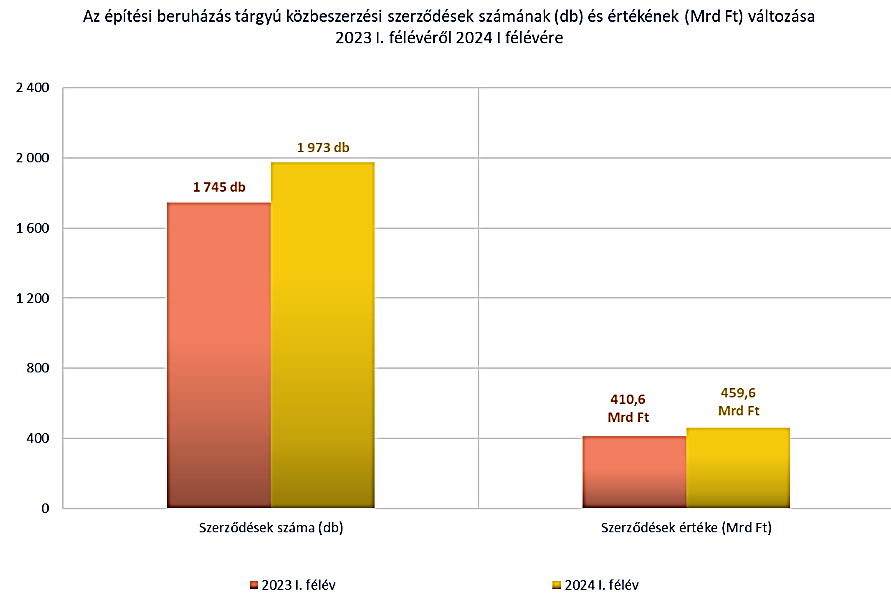 Az építési beruházás tárgyú közbeszerzési szerződések számának (db) és értékének (Mrd Ft) változása
2023 I. félévéről 2024 I félévére
2 400
2 000
1 600
1 200
800
400
0
1 745 db
1 973 db
410,6
Mrd Ft
459,6
Mrd Ft
Szerződések száma (db)
Szerződések értéke (Mrd Ft)
2023 I. félév
2024 I. félév